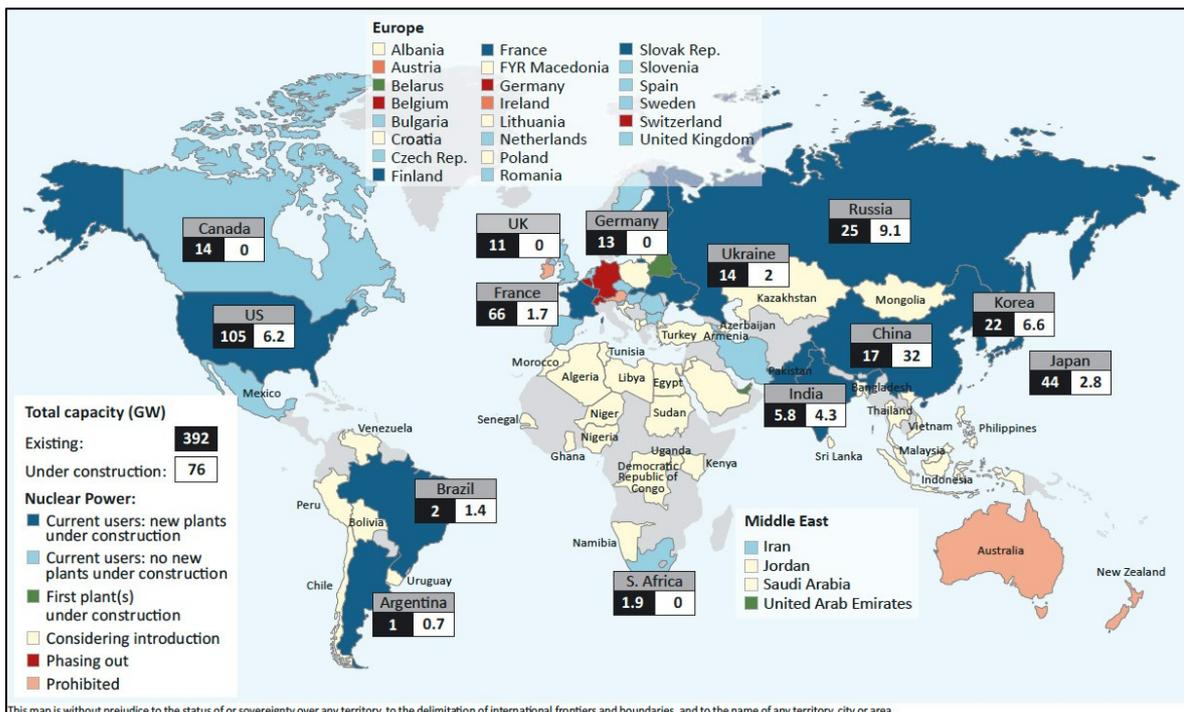 Europe
Albania
Austria
Belarus
Belgium
Bulgaria
Croatia
Czech Rep.
Finland
France
FYR Macedonia
Germany
Ireland
Lithuania
Netherlands
Poland
Romania
Slovak Rep.
Slovenia
Spain
Sweden
Switzerland
United Kingdom
Canada
14 0
UK
11 0
Germany
13 0
Russia
25 9.1
Ukraine
14 2
US
105 6.2
France
66 1.7
Kazakhstan
Mongolia
Korea
22 6.6
China
17 32
Japan
44 2.8
Azerbaijan
Armenia
Turkey
Tunisia
Morocco
Algeria
Libya
Egypt
Pakistan
India
5.8 4.3
Bangladesh
Thailand
Vietnam
Philippines
Mexico
Senegal
Niger
Sudan
Nigeria
Ghana
Uganda
Kenya
Democratic
Republic of
Congo
Sri Lanka
Malaysia
Indonesia
Venezuela
Brazil
2 1.4
Peru
Bolivia
Chile
Uruguay
Argentina
1 0.7
Namibia
S. Africa
1.9 0
Australia
New Zealand
Middle East
Iran
Jordan
Saudi Arabia
United Arab Emirates
Total capacity (GW)
Existing: 392
Under construction: 76
Nuclear Power:
Current users: new plants
under construction
Current users: no new
plants under construction
First plant(s)
under construction
Considering introduction
Phasing out
Prohibited
This map is without prejudice to the status of or sovereignty over any territory, to the delimitation of international frontiers and boundaries, and to the name of any territory, city or area.